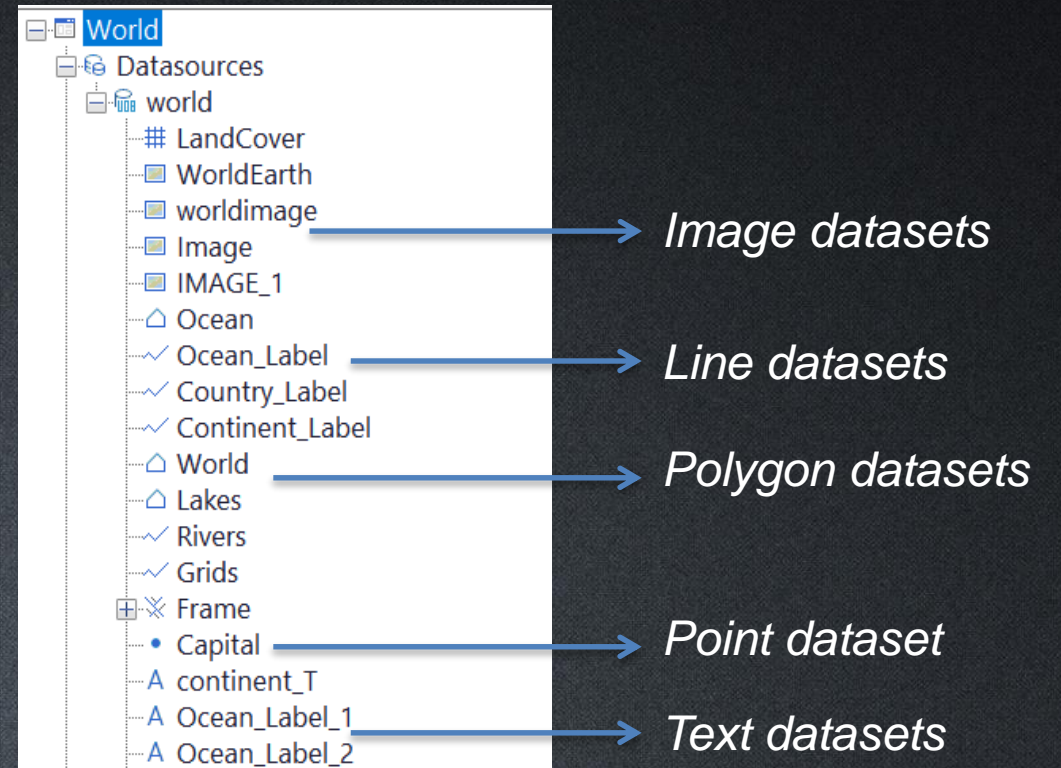 World
Datasources
world
LandCover
WorldEarth
worldimage
Image
IMAGE_1
Ocean
Ocean_Label
Country_Label
Continent_Label
World
Lakes
Rivers
Grids
Frame
Capital
continent_T
Ocean_Label_1
Ocean_Label_2
Image datasets
Line datasets
Polygon datasets
Point dataset
Text datasets